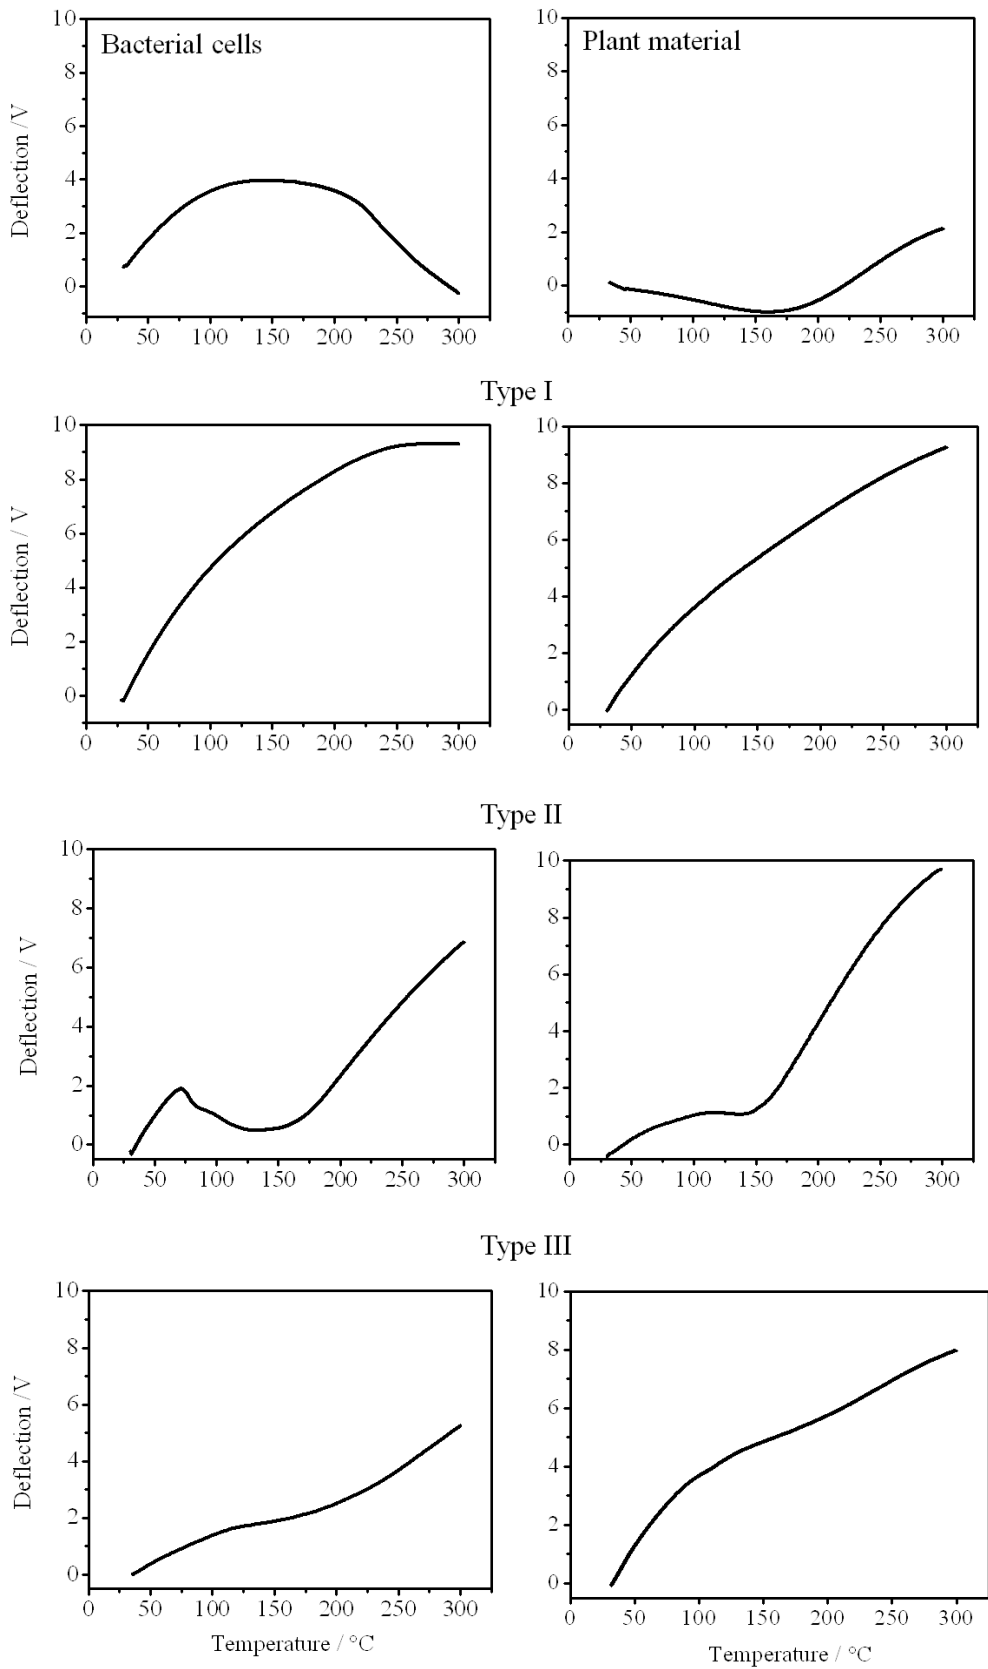 Bacterial cells
Plant material
10
8
6
4
2
0
Deflection /V
0 50 100 150 200 250 300
10
8
6
4
2
0
0 50 100 150 200 250 300
Type I
10
8
6
4
2
0
Deflection / V
0 50 100 150 200 250 300
10
8
6
4
2
0
0 50 100 150 200 250 300
Type II
10
8
6
4
2
0
Deflection / V
0 50 100 150 200 250 300
10
8
6
4
2
0
0 50 100 150 200 250 300
Type III
10
8
6
4
2
0
Deflection /V
0 50 100 150 200 250 300
Temperature / °C
10
8
6
4
2
0
0 50 100 150 200 250 300
Temperature / °C